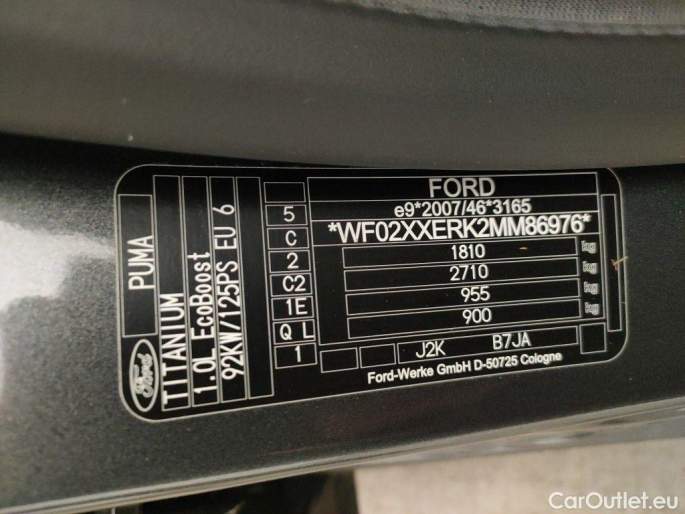 FORD
e9*2007/46*3165
*WF02XXERK2MM86976*
1810 kg
2710 kg
955 kg
900 kg
J2K B7JA
Ford-Werke GmbH D-50725 Cologne
5
C
2
C2
1E
Q L
1
PUMA
Ford
TITANIUM
1.0L EcoBoost
92KW/125PS EU 6
CarOutlet.eu